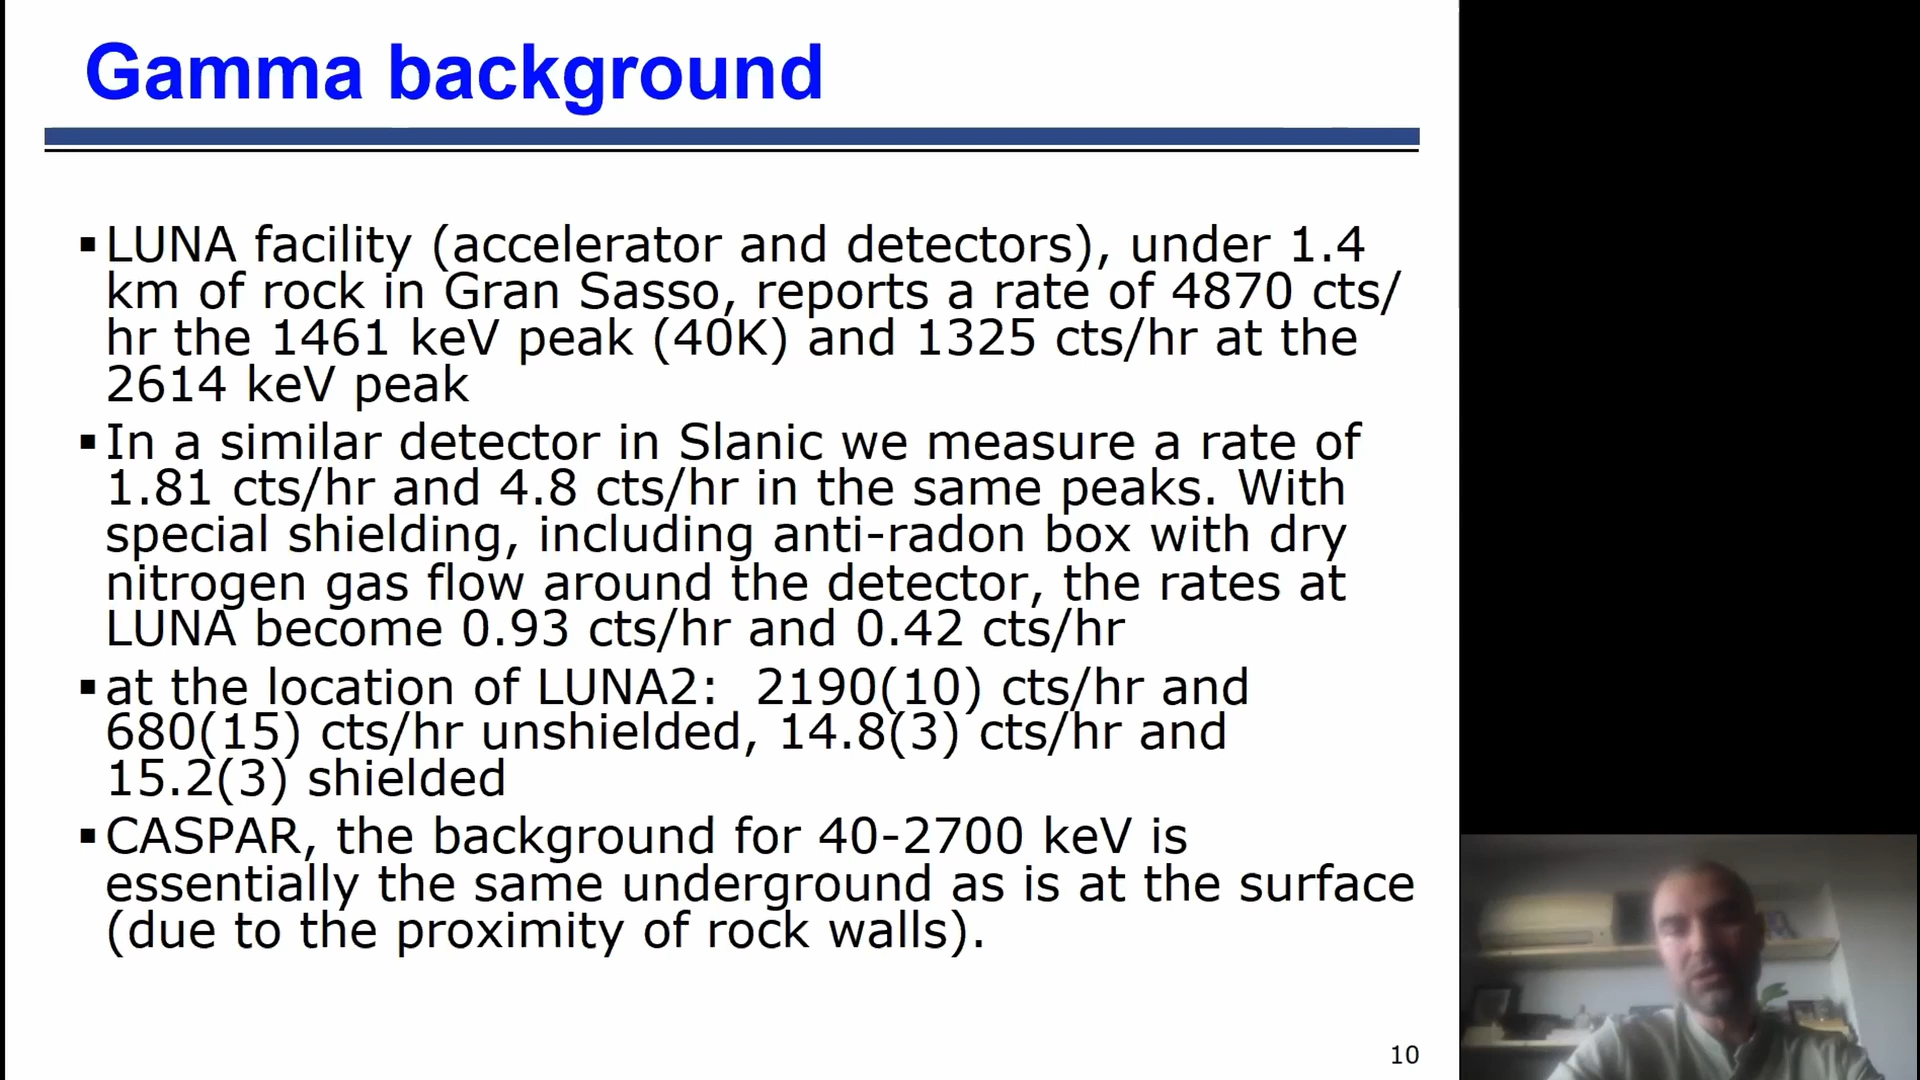 Gamma background
▪LUNA facility (accelerator and detectors), under 1.4
km of rock in Gran Sasso, reports a rate of 4870 cts/
hr the 1461 keV peak (40K) and 1325 cts/hr at the
2614 keV peak
▪In a similar detector in Slanic we measure a rate of
1.81 cts/hr and 4.8 cts/hr in the same peaks. With
special shielding, including anti-radon box with dry
nitrogen gas flow around the detector, the rates at
LUNA become 0.93 cts/hr and 0.42 cts/hr
▪at the location of LUNA2:  2190(10) cts/hr and
680(15) cts/hr unshielded, 14.8(3) cts/hr and
15.2(3) shielded
▪CASPAR, the background for 40-2700 keV is
essentially the same underground as is at the surface
(due to the proximity of rock walls).
10